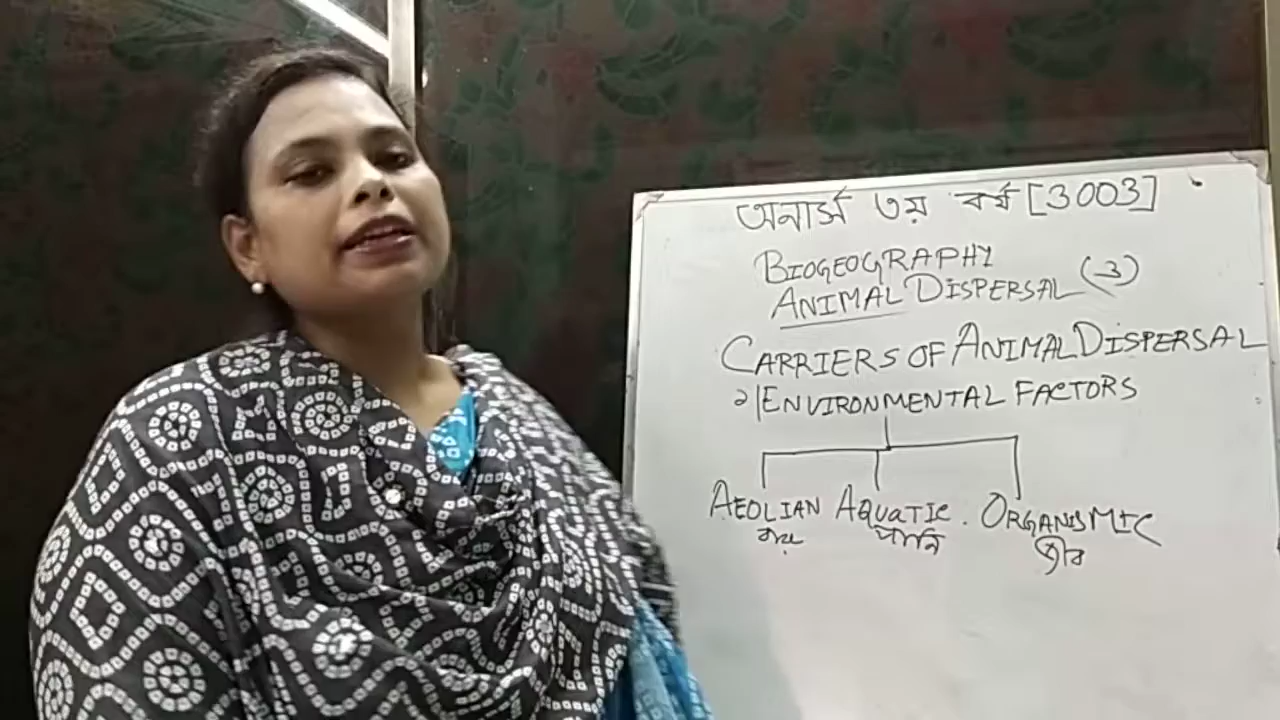 অনার্স ৩য় বর্ষ [3003]
BIOGEOGRAPHY
ANIMAL DISPERSAL (৩)
CARRIERS OF ANIMAL DISPERSAL
২| ENVIRONMENTAL FACTORS
AEOLIAN AQUATIC. ORGANISMIC
বায়ু পানি জীব